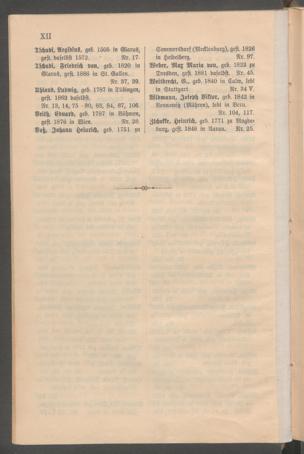 XII
Tschudi, Aegidius, geb. 1505 in Glarus,
gest. daselbst 1572. Nr. 17.
Tschudi, Friedrich von, geb. 1820 in
Glarus, gest. 1886 in St. Gallen.
Nr. 37, 39.
Uhland, Ludwig, geb. 1787 in Tübingen,
gest. 1862 daselbst.
Nr. 13, 14, 75–80, 83, 84, 87, 106.
Veith, Eduard, geb. 1787 in Böhmen,
gest. 1876 in Wien. Nr. 20.
Voß, Johann Heinrich, geb. 1751 zu
Sommersdorf (Mecklenburg), gest. 1826
in Heidelberg. Nr. 97.
Weber, Max Maria von, geb. 1822 zu
Dresden, gest. 1881 daselbst. Nr. 45.
Weitbrecht, G., geb. 1840 in Calw, lebt
in Stuttgart. Nr. 34 V.
Widmann, Joseph Viktor, geb. 1842 in
Nennowitz (Mähren), lebt in Bern.
Nr. 104, 117.
Zschokke, Heinrich, geb. 1771 zu Magde-
burg, gest. 1848 in Aarau. Nr. 25.